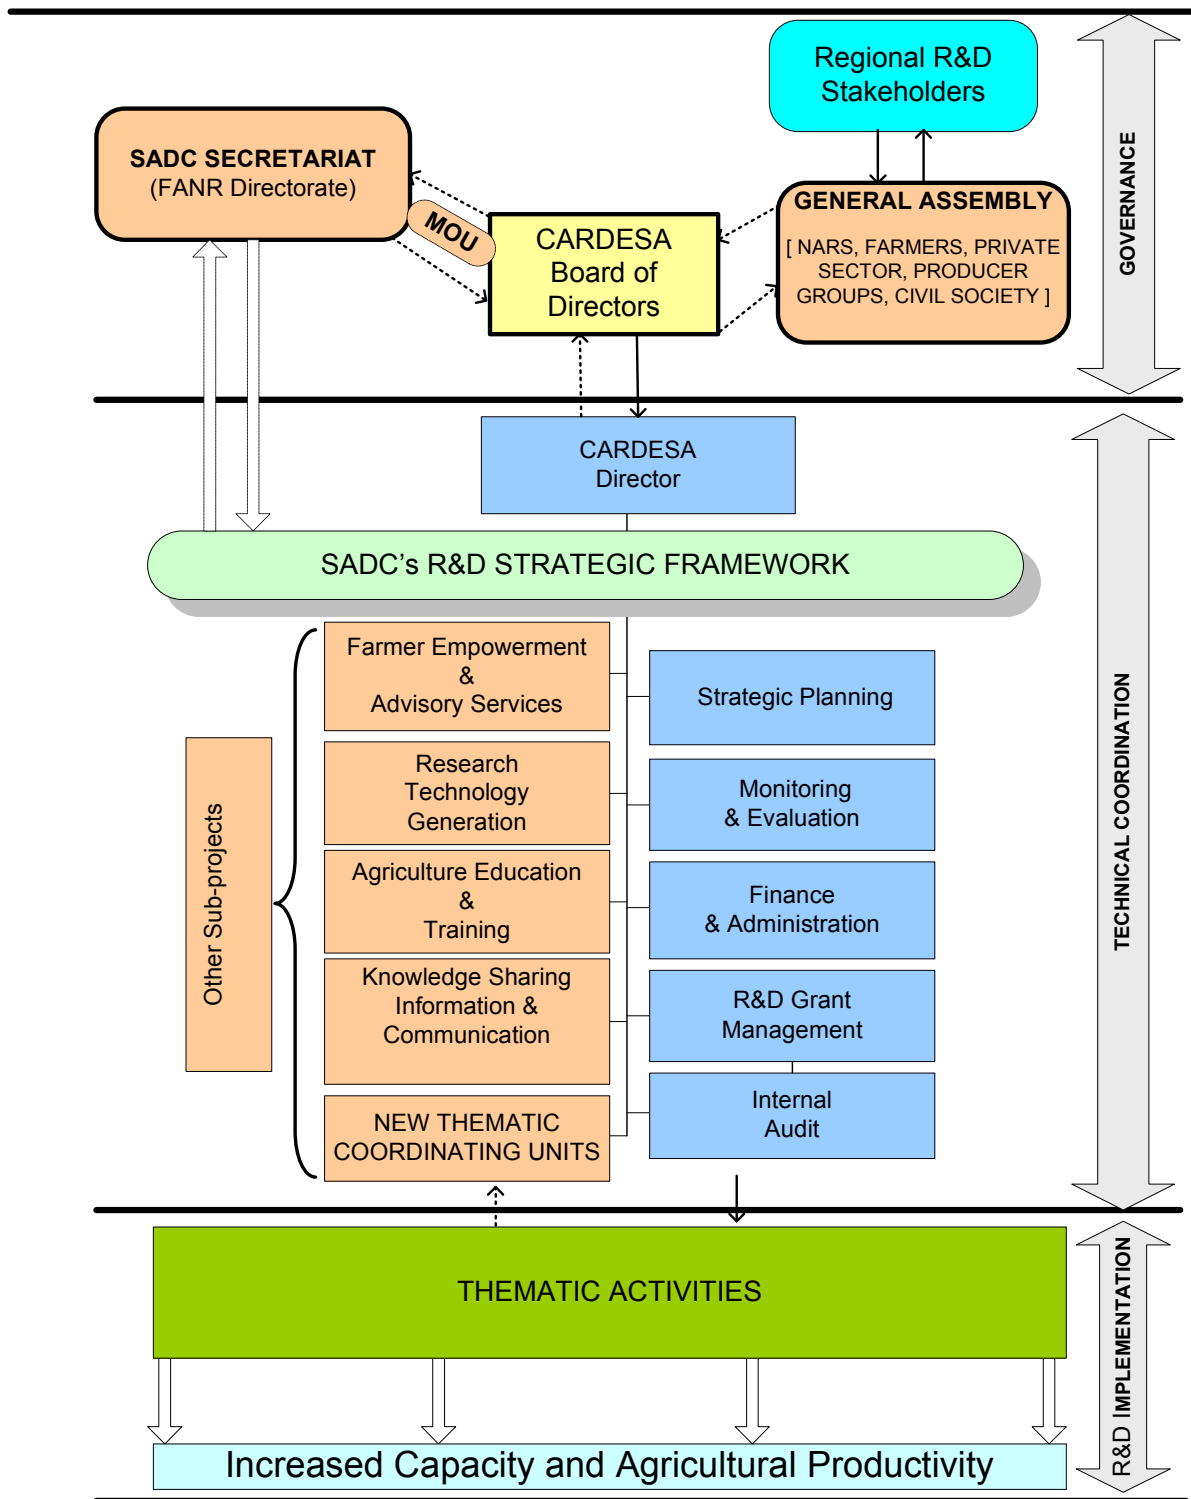 Regional R&D
Stakeholders
SADC SECRETARIAT
(FANR Directorate)
MOU
CARDESA
Board of
Directors
GENERAL ASSEMBLY
[ NARS, FARMERS, PRIVATE
SECTOR, PRODUCER
GROUPS, CIVIL SOCIETY ]
GOVERNANCE
CARDESA
Director
SADC's R&D STRATEGIC FRAMEWORK
Other Sub-projects
Farmer Empowerment
&
Advisory Services
Research
Technology
Generation
Agriculture Education
&
Training
Knowledge Sharing
Information &
Communication
NEW THEMATIC
COORDINATING UNITS
Strategic Planning
Monitoring
& Evaluation
Finance
& Administration
R&D Grant
Management
Internal
Audit
TECHNICAL COORDINATION
THEMATIC ACTIVITIES
Increased Capacity and Agricultural Productivity
R&D IMPLEMENTATION